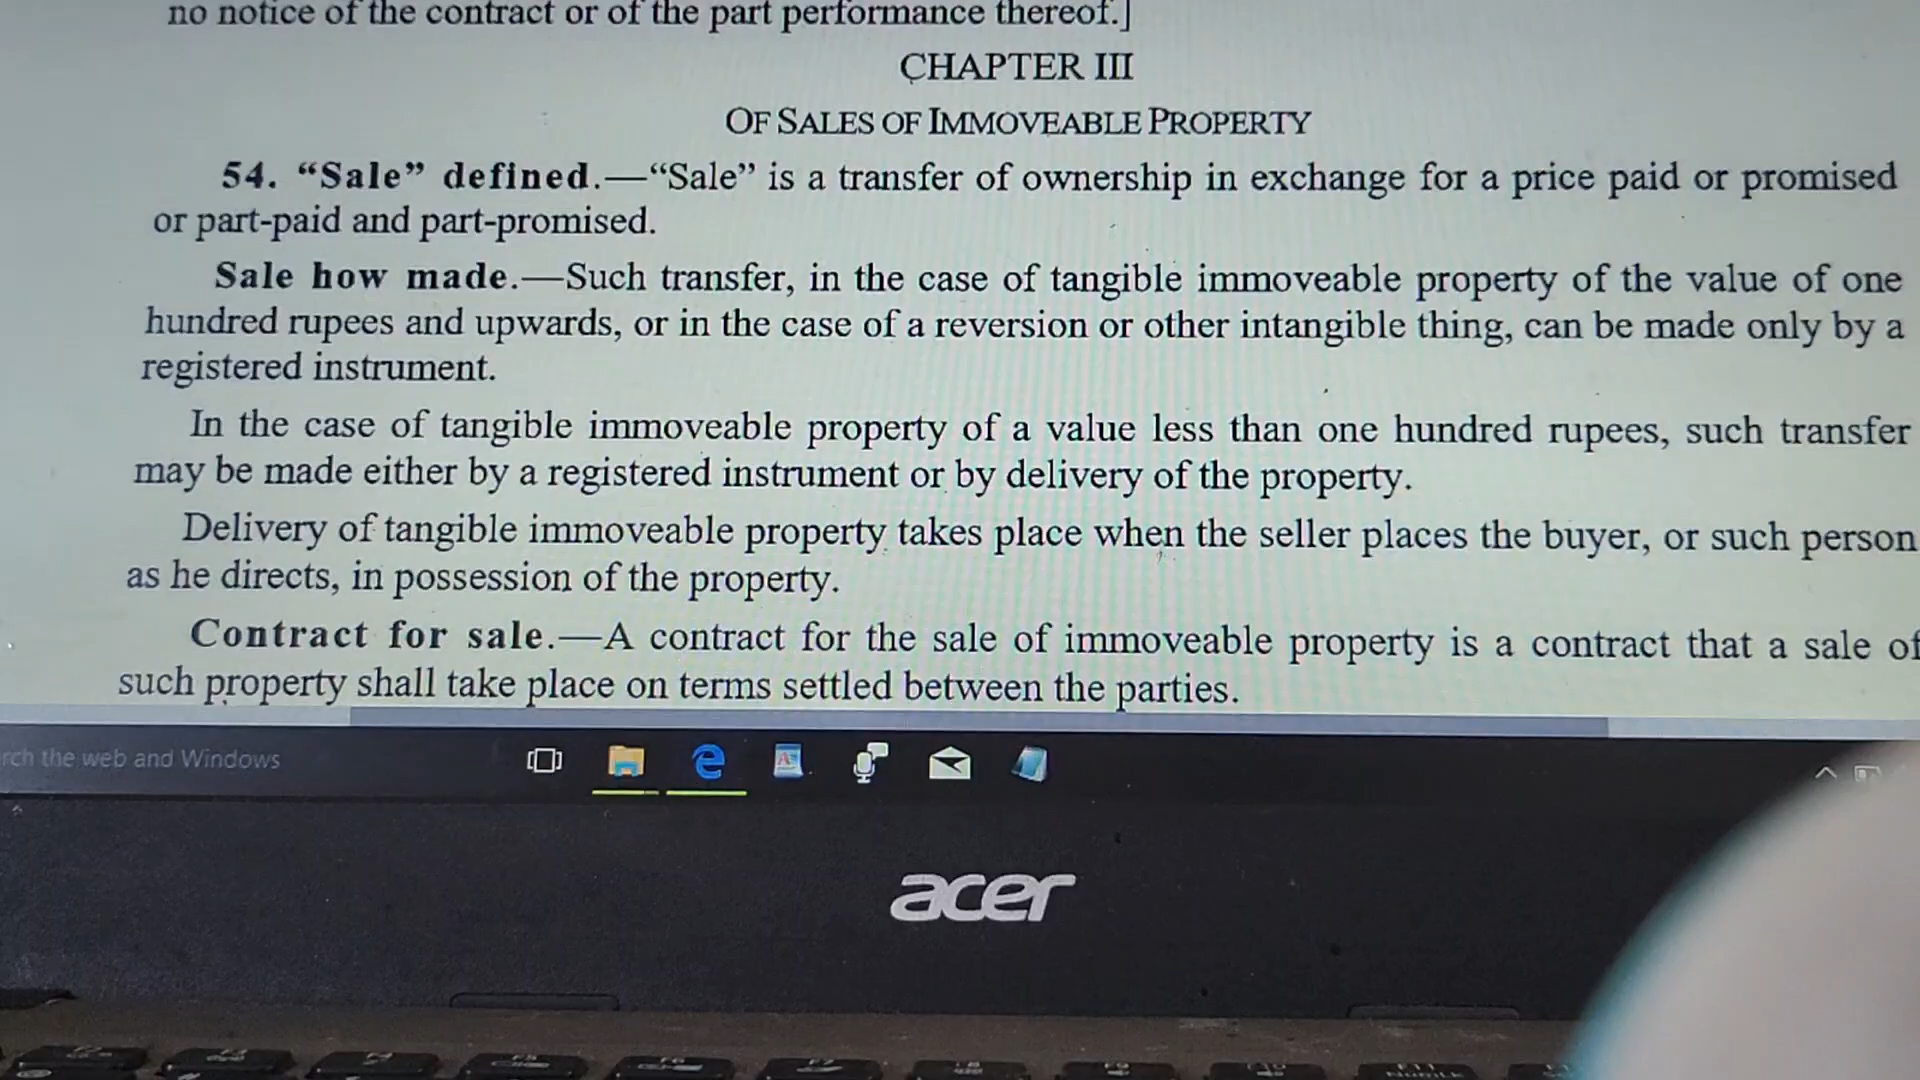 no notice of the contract or of the part performance thereof.]
CHAPTER III
OF SALES OF IMMOVEABLE PROPERTY
54. “Sale” defined.—“Sale” is a transfer of ownership in exchange for a price paid or promised
or part-paid and part-promised.
Sale how made.—Such transfer, in the case of tangible immoveable property of the value of one
hundred rupees and upwards, or in the case of a reversion or other intangible thing, can be made only by a
registered instrument.
In the case of tangible immoveable property of a value less than one hundred rupees, such transfer
may be made either by a registered instrument or by delivery of the property.
Delivery of tangible immoveable property takes place when the seller places the buyer, or such person
as he directs, in possession of the property.
Contract for sale.—A contract for the sale of immoveable property is a contract that a sale of
such property shall take place on terms settled between the parties.
rch the web and Windows
acer